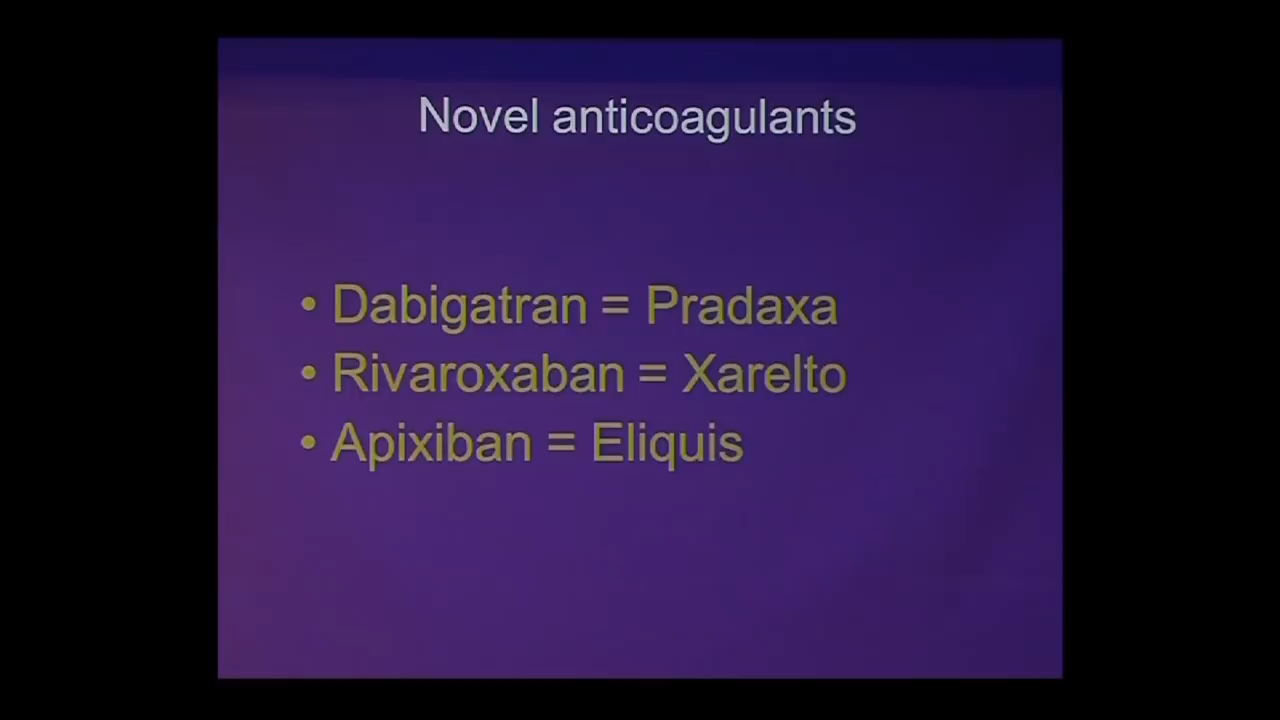 Novel anticoagulants
• Dabigatran = Pradaxa
• Rivaroxaban = Xarelto
• Apixiban = Eliquis